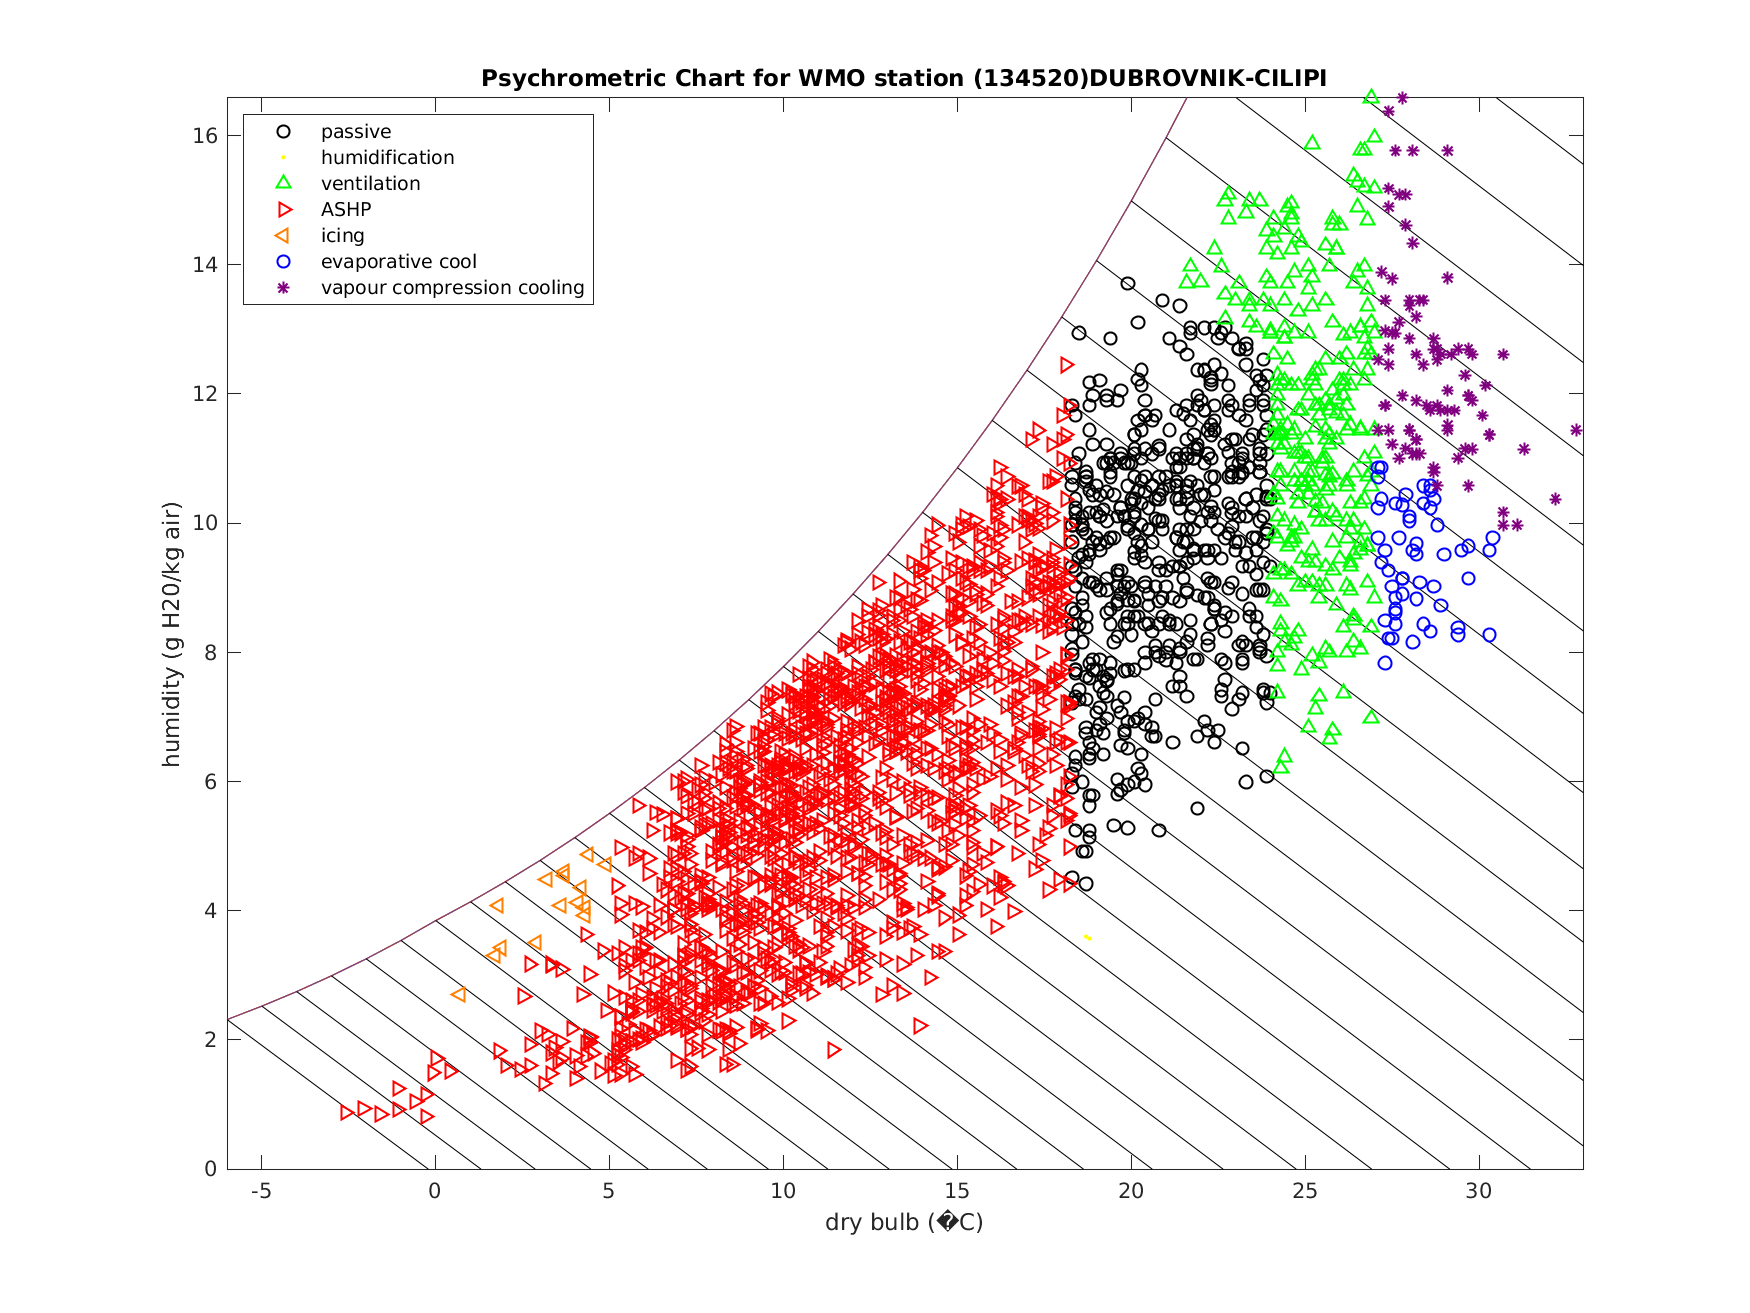 Psychrometric Chart for WMO station (134520)DUBROVNIK-CILIPI
passive
humidification
ventilation
ASHP
icing
evaporative cool
vapour compression cooling
humidity (g H20/kg air)
16
14
12
10
8
6
4
2
0
-5
0
5
10
15
20
25
30
dry bulb (�C)